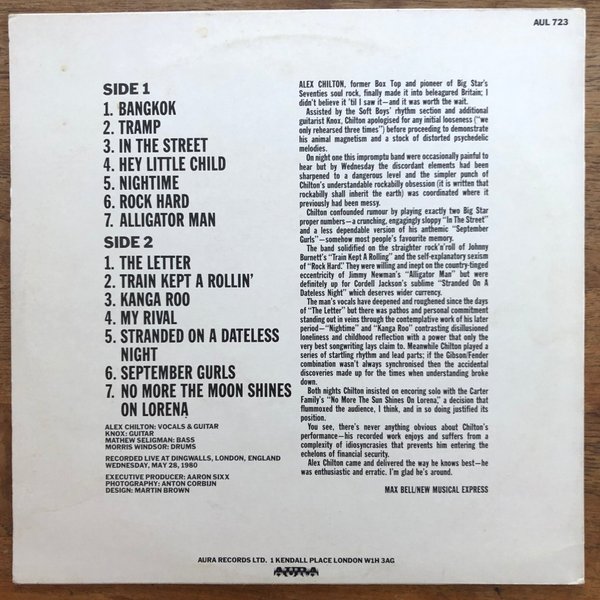 AUL 723
SIDE 1
1. BANGKOK
2. TRAMP
3. IN THE STREET
4. HEY LITTLE CHILD
5. NIGHTIME
6. ROCK HARD
7. ALLIGATOR MAN
SIDE 2
1. THE LETTER
2. TRAIN KEPT A ROLLIN'
3. KANGA ROO
4. MY RIVAL
5. STRANDED ON A DATELESS
NIGHT
6. SEPTEMBER GURLS
7. NO MORE THE MOON SHINES
ON LORENA
ALEX CHILTON: VOCALS & GUITAR
KNOX: GUITAR
MATHEW SELIGMAN: BASS
MORRIS WINDSOR: DRUMS
RECORDED LIVE AT DINGWALLS, LONDON, ENGLAND
WEDNESDAY, MAY 28, 1980
EXECUTIVE PRODUCER: AARON SIXX
PHOTOGRAPHY: ANTON CORBIJN
DESIGN: MARTIN BROWN
ALEX CHILTON, former Box Top and pioneer of Big Star's
Seventies soul rock, finally made it into beleagured Britain; I
didn't believe it 'til I saw it—and it was worth the wait.
Assisted by the Soft Boys' rhythm section and additional
guitarist Knox, Chilton apologised for any initial looseness ("we
only rehearsed three times") before proceeding to demonstrate
his animal magnetism and a stock of distorted psychedelic
melodies.
On night one this impromptu band were occasionally painful to
hear but by Wednesday the discordant elements had been
sharpened to a dangerous level and the simpler punch of
Chilton's understandable rockabilly obsession (it is written that
rockabilly shall inherit the earth) was coordinated where it
previously had been messy.
Chilton confounded rumour by playing exactly two Big Star
proper numbers—a crunching, engagingly sloppy "In The Street"
and a less dependable version of his anthemic "September
Gurls"—somehow most people's favourite memory.
The band solidified on the straighter rock'n'roll of Johnny
Burnett's "Train Kept A Rolling" and the self-explanatory sexism
of "Rock Hard." They were willing and inept on the country-tinged
eccentricity of Jimmy Newman's "Alligator Man" but were
definitely up for Cordell Jackson's sublime "Stranded On A
Dateless Night" which deserves wider currency.
The man's vocals have deepened and roughened since the days
of "The Letter" but there was pathos and personal commitment
standing out in veins through the contemplative work of his later
period—"Nightime" and "Kanga Roo" contrasting disillusioned
loneliness and childhood reflection with a power that only the
very best songwriting lays claim to. Meanwhile Chilton played a
series of startling rhythm and lead parts; if the Gibson/Fender
combination wasn't always synchronised then the accidental
discoveries made up for the times when understanding broke
down.
Both nights Chilton insisted on encoring solo with the Carter
Family's "No More The Sun Shines On Lorena," a decision that
flummoxed the audience, I think, and in so doing justified its
position.
You see, there's never anything obvious about Chilton's
performance—his recorded work enjoys and suffers from a
complexity of idiosyncrasies that prevents him entering the
echelons of financial security.
Alex Chilton came and delivered the way he knows best—he
was enthusiastic and erratic. I'm glad he's around.
MAX BELL/NEW MUSICAL EXPRESS
AURA RECORDS LTD. 1 KENDALL PLACE LONDON W1H 3AG
AURA